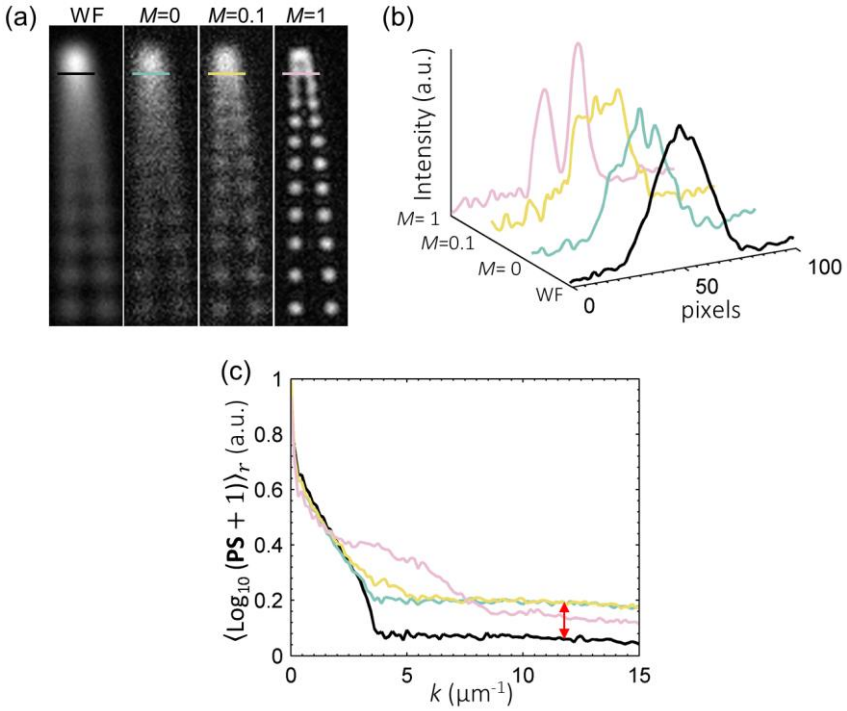 (a)
WF M=0 M=0.1 M=1
(b)
Intensity (a.u.)
M= 1
M=0.1
M= 0
WF
0
50
100
pixels
(c)
⟨Log₁₀ (PS + 1)⟩ᵣ (a.u.)
1
0.8
0.6
0.4
0.2
0
0 5 10 15
k (μm⁻¹)